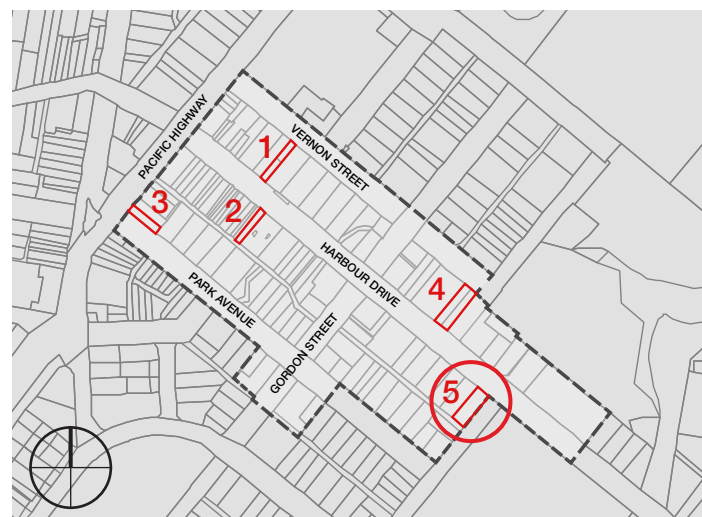 PACIFIC HIGHWAY
VERNON STREET
1
3
2
HARBOUR DRIVE
4
PARK AVENUE
GORDON STREET
5